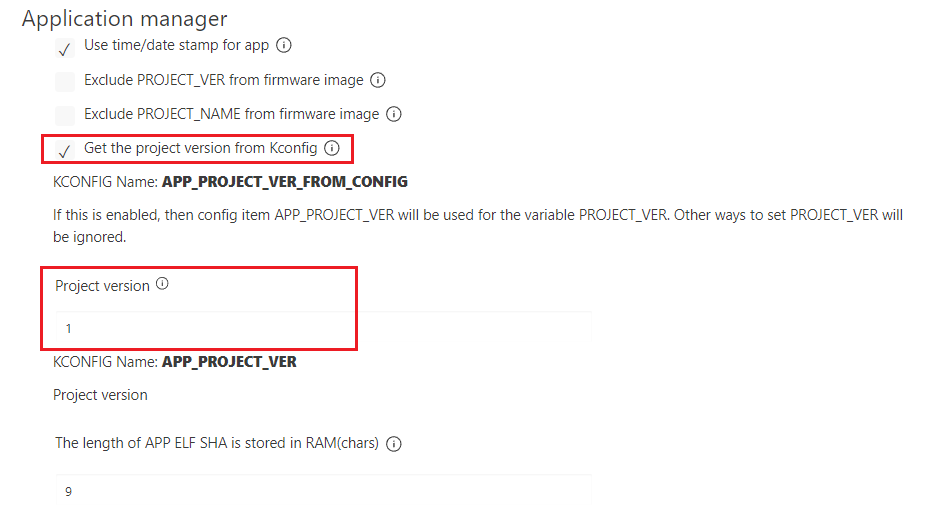 Application manager
Use time/date stamp for app
Exclude PROJECT_VER from firmware image
Exclude PROJECT_NAME from firmware image
Get the project version from Kconfig
KCONFIG Name: APP_PROJECT_VER_FROM_CONFIG
If this is enabled, then config item APP_PROJECT_VER will be used for the variable PROJECT_VER. Other ways to set PROJECT_VER will
be ignored.
Project version
1
KCONFIG Name: APP_PROJECT_VER
Project version
The length of APP ELF SHA is stored in RAM(chars)
9